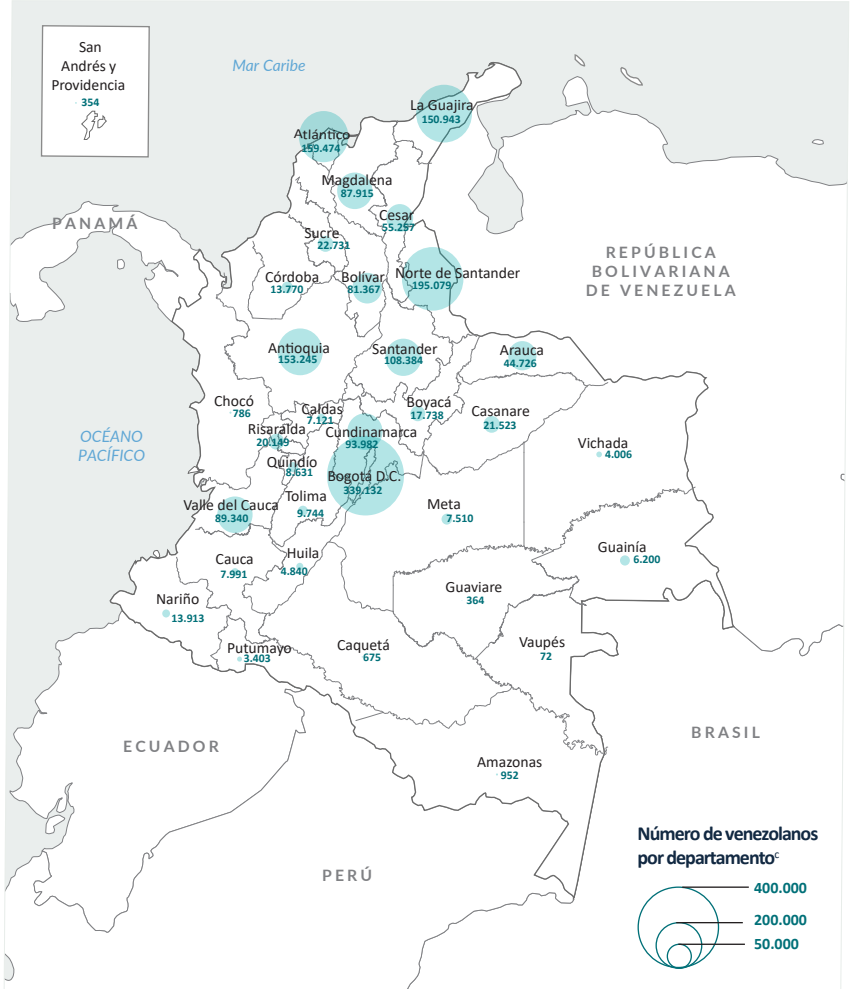 San
Andrés y
Providencia
354
Mar Caribe
La Guajira
150.943
Atlántico
159.474
Magdalena
87.915
Cesar
55.257
PANAMÁ
Sucre
22.731
REPÚBLICA
BOLIVARIANA
DE VENEZUELA
Córdoba
13.770
Bolívar
81.367
Norte de Santander
195.079
Antioquia
153.245
Santander
108.384
Arauca
44.726
Chocó
786
Caldas
7.121
Boyacá
17.738
Casanare
21.523
OCÉANO
PACÍFICO
Risaralda
20.149
Cundinamarca
93.982
Vichada
4.006
Quindío
8.631
Bogotá D.C.
339.132
Valle del Cauca
89.340
Tolima
9.744
Meta
7.510
Cauca
7.991
Huila
4.840
Guainía
6.200
Nariño
13.913
Guaviare
364
Putumayo
3.403
Caquetá
675
Vaupés
72
ECUADOR
BRASIL
Amazonas
952
PERÚ
Número de venezolanos
por departamentoᶜ
400.000
200.000
50.000